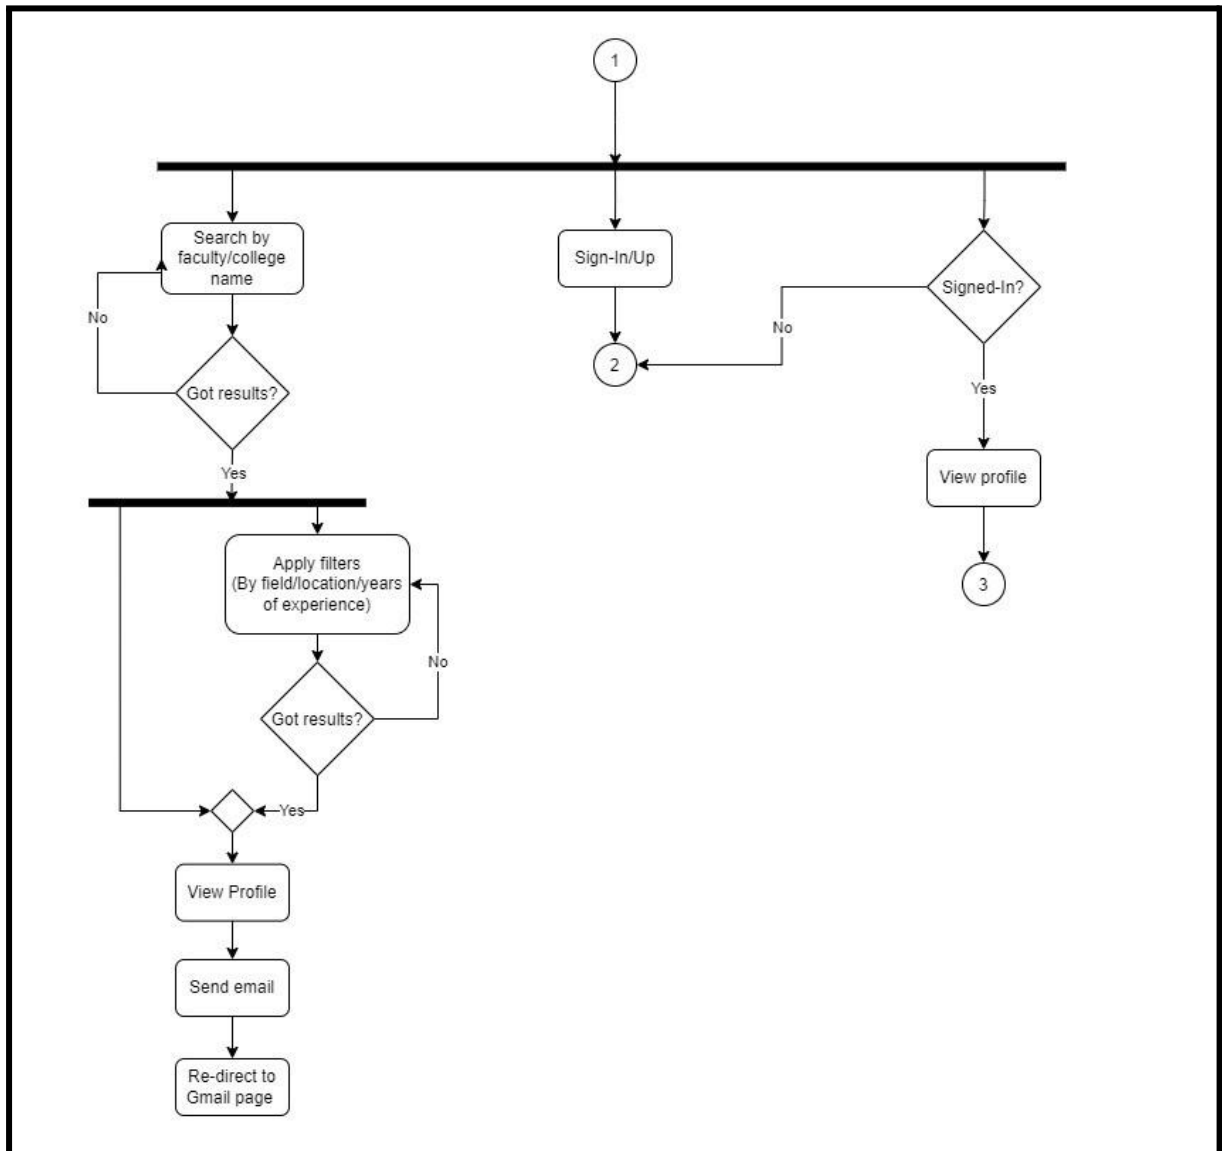 1
Search by
faculty/college
name
Sign-In/Up
Signed-In?
No
No
2
Got results?
Yes
Yes
View profile
Apply filters
(By field/location/years
of experience)
3
No
Got results?
Yes
View Profile
Send email
Re-direct to
Gmail page